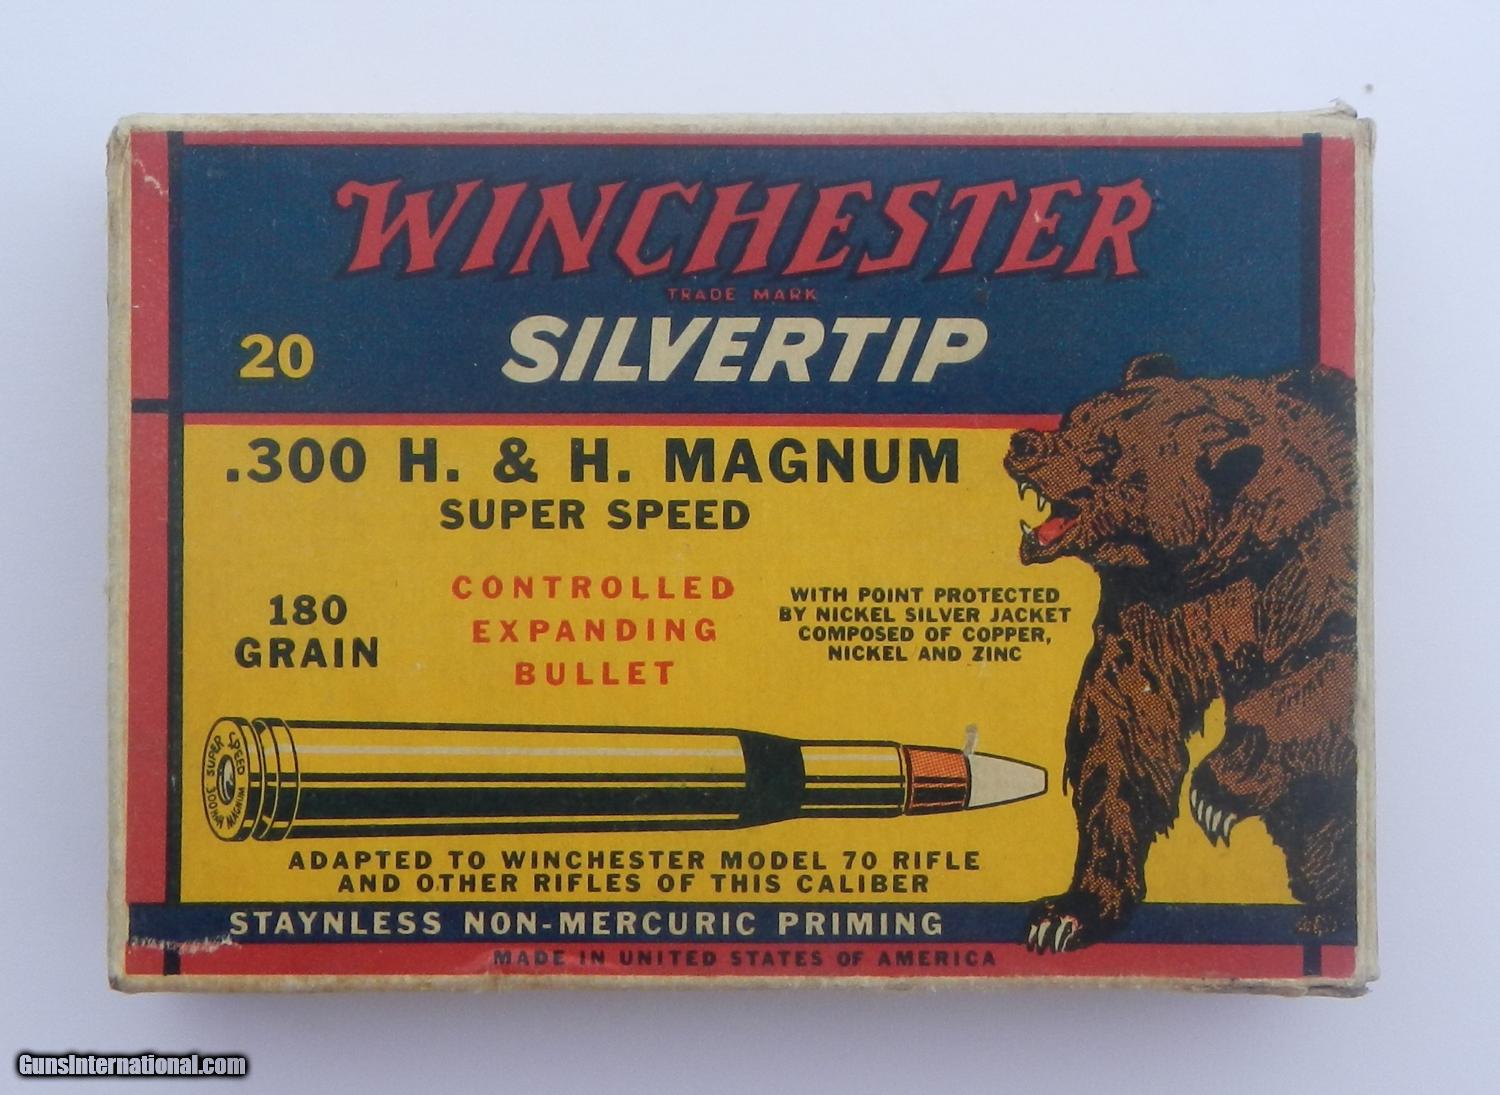 WINCHESTER
TRADE MARK
20
SILVERTIP
.300 H. & H. MAGNUM
SUPER SPEED
180
GRAIN
CONTROLLED
EXPANDING
BULLET
WITH POINT PROTECTED
BY NICKEL SILVER JACKET
COMPOSED OF COPPER,
NICKEL AND ZINC
SUPER SPEED
300 H&H MAGNUM
ADAPTED TO WINCHESTER MODEL 70 RIFLE
AND OTHER RIFLES OF THIS CALIBER
STAYNLESS NON-MERCURIC PRIMING
MADE IN UNITED STATES OF AMERICA
GunsInternational.com